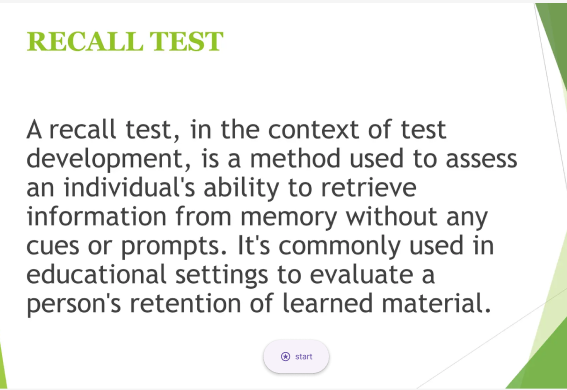 RECALL TEST
A recall test, in the context of test
development, is a method used to assess
an individual's ability to retrieve
information from memory without any
cues or prompts. It's commonly used in
educational settings to evaluate a
person's retention of learned material.
start